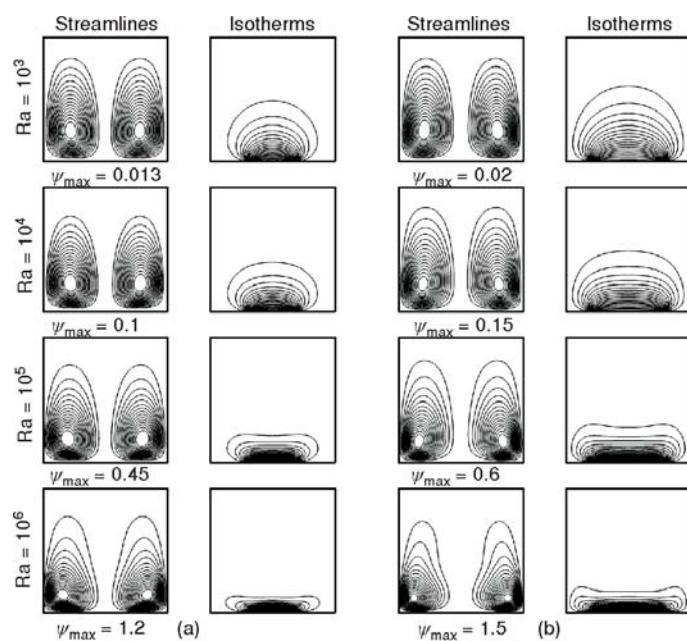 Streamlines Isotherms Streamlines Isotherms
Ra = 10³
ψmax = 0.013 ψmax = 0.02
Ra = 10⁴
ψmax = 0.1 ψmax = 0.15
Ra = 10⁵
ψmax = 0.45 ψmax = 0.6
Ra = 10⁶
ψmax = 1.2 (a) ψmax = 1.5 (b)